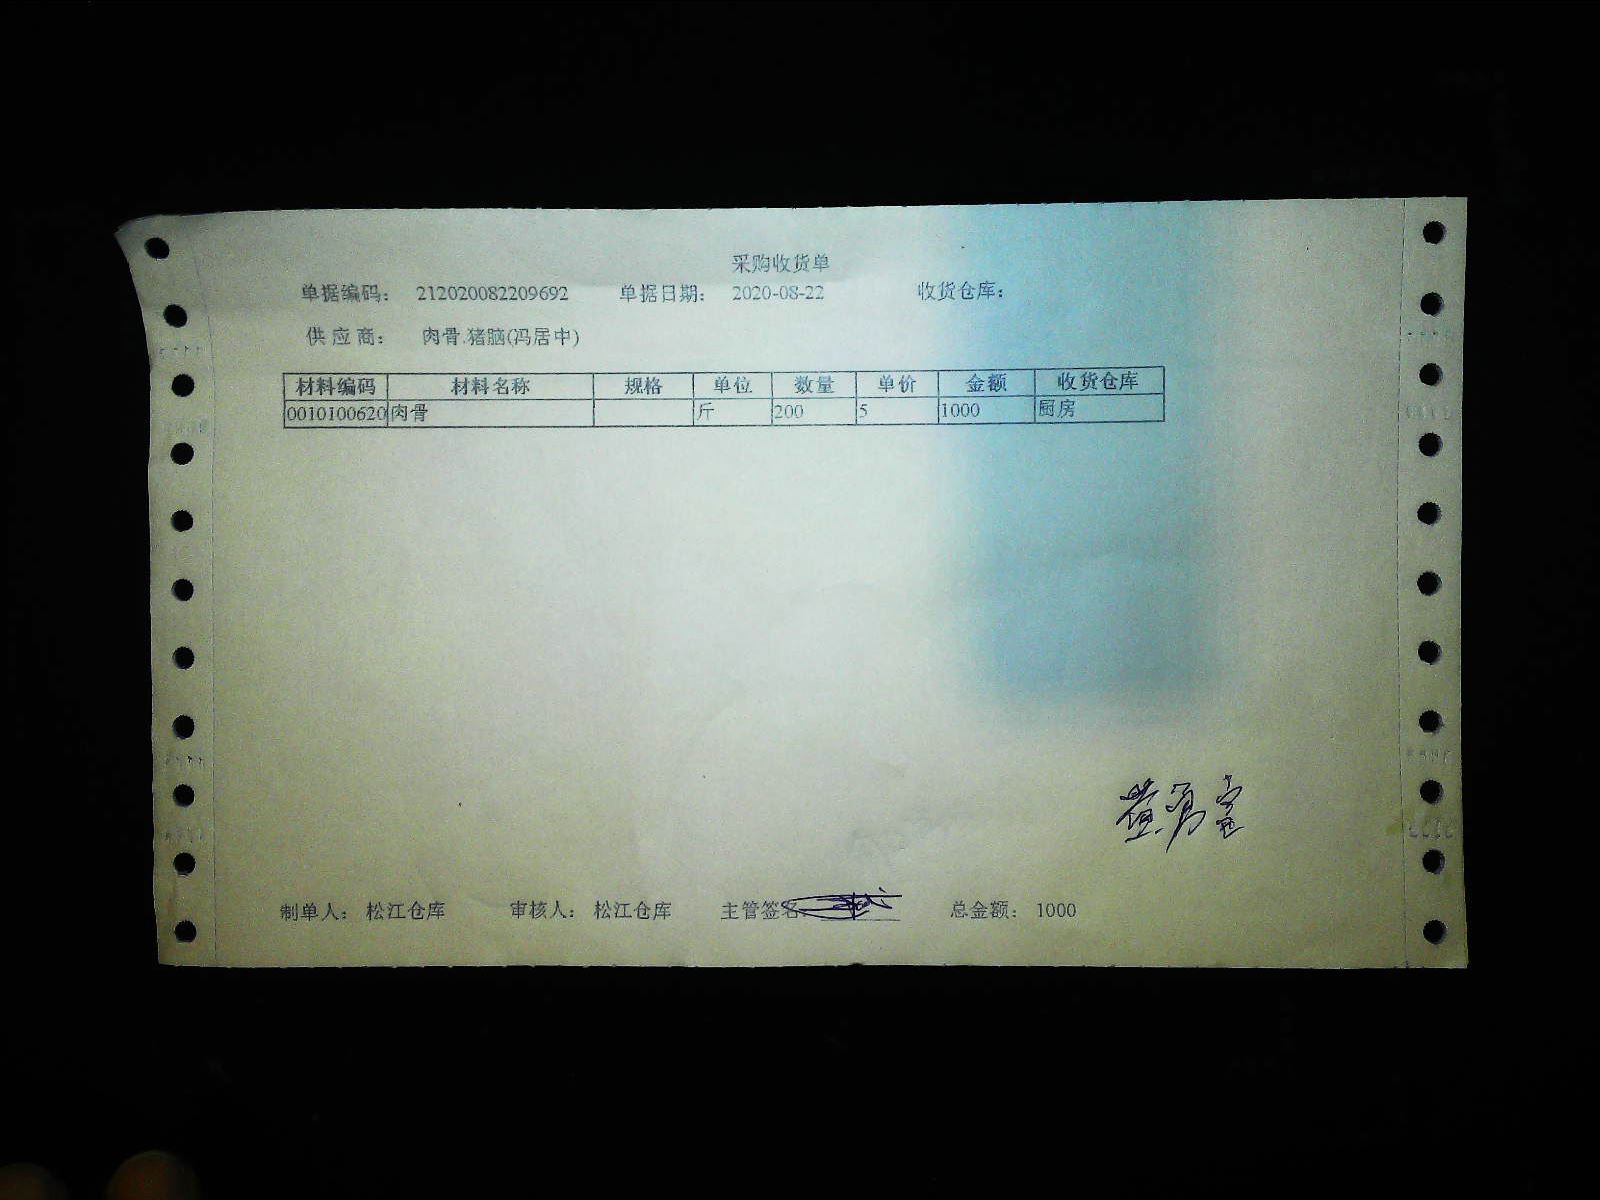 采购收货单
单据编码： 212020082209692 单据日期： 2020-08-22 收货仓库：
供应商： 肉骨.猪脑(冯居中)
材料编码 材料名称 规格 单位 数量 单价 金额 收货仓库
0010100620 肉骨 斤 200 5 1000 厨房
制单人： 松江仓库 审核人： 松江仓库 主管签名 总金额： 1000